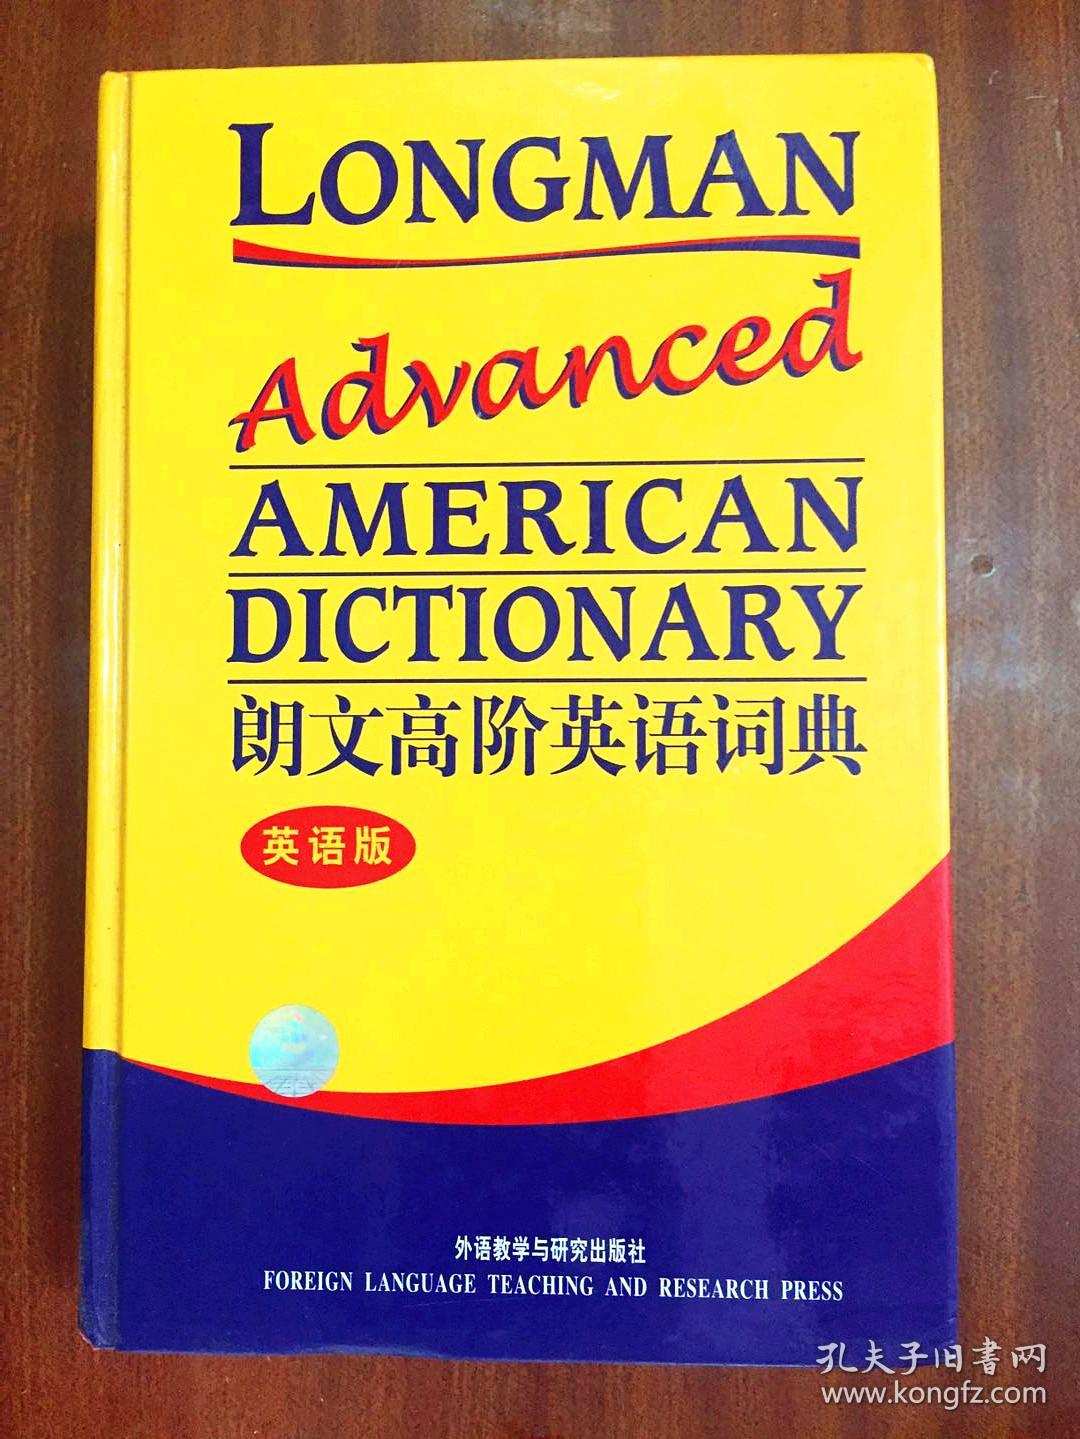 LONGMAN
Advanced
AMERICAN
DICTIONARY
朗文高阶英语词典
英语版
外语教学与研究出版社
FOREIGN LANGUAGE TEACHING AND RESEARCH PRESS
孔夫子旧書网
www.kongfz.com